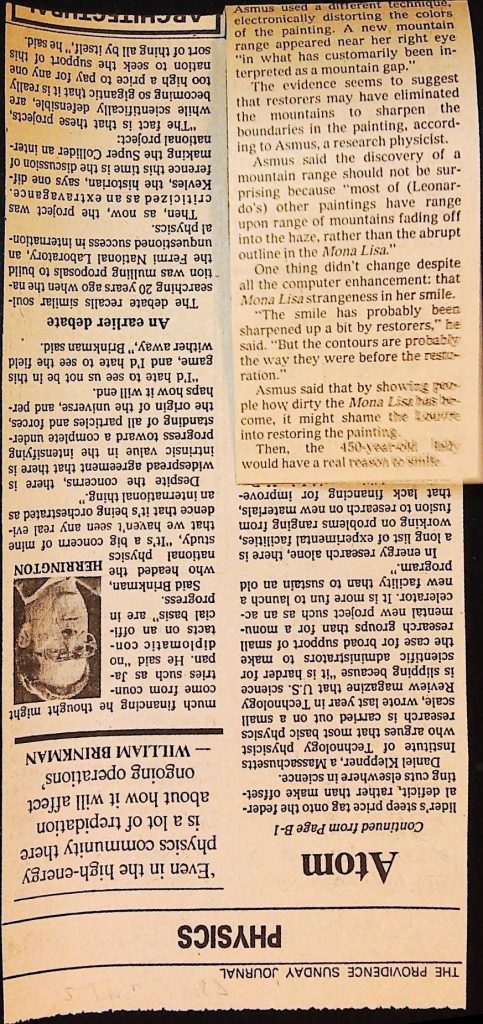 Asmus used a different technique,
electronically distorting the colors
of the painting. A new mountain
range appeared near her right eye
"in what has customarily been in-
terpreted as a mountain gap."
The evidence seems to suggest
that restorers may have eliminated
the mountains to sharpen the
boundaries in the painting, accord-
ing to Asmus, a research physicist.
Asmus said the discovery of a
mountain range should not be sur-
prising because "most of (Leonar-
do's) other paintings have range
upon range of mountains fading off
into the haze, rather than the abrupt
outline in the Mona Lisa."
One thing didn't change despite
all the computer enhancement: that
Mona Lisa strangeness in her smile.
"The smile has probably been
sharpened up a bit by restorers," he
said. "But the contours are probably
the way they were before the resto-
ration."
Asmus said that by showing peo-
ple how dirty the Mona Lisa has be-
come, it might shame the Louvre
into restoring the painting.
Then, the 450-year-old lady
would have a real reason to smile.
THE PROVIDENCE SUNDAY JOURNAL
PHYSICS
Atom
Continued from Page B-1
lider's steep price tag onto the feder-
al deficit, rather than make offset-
ting cuts elsewhere in science.
Daniel Kleppner, a Massachusetts
Institute of Technology physicist
who argues that most basic physics
research is carried out on a small
scale, wrote last year in Technology
Review magazine that U.S. science
is slipping because "it is harder for
scientific administrators to make
the case for broad support of small
research groups than for a monu-
mental new project such as an ac-
celerator. It is more fun to launch a
new facility than to sustain an old
program."
In energy research alone, there is
a long list of experimental facilities,
working on problems ranging from
fusion to research on new materials,
that lack financing for improve-
'Even in the high-energy
physics community there
is a lot of trepidation
about how it will affect
ongoing operations'
— WILLIAM BRINKMAN
much financing he thought might
come from coun-
tries such as Ja-
pan. He said "no
diplomatic con-
tacts on an offi-
cial basis" are in
progress.
Said Brinkman,
who headed the
national physics
HERRINGTON
study, "It's a big concern of mine
that we haven't seen any real evi-
dence that it's being orchestrated as
an international thing."
Despite the concerns, there is
widespread agreement that there is
intrinsic value in the intensifying
progress toward a complete under-
standing of all particles and forces,
the origin of the universe, and per-
haps how it will end.
"I'd hate to see us not be in this
game, and I'd hate to see the field
wither away," Brinkman said.
An earlier debate
The debate recalls similar soul-
searching 20 years ago when the na-
tion was mulling proposals to build
the Fermi National Laboratory, an
unquestioned success in internation-
al physics.
Then, as now, the project was
criticized as an extravagance.
Kevles, the historian, says one dif-
ference this time is the discussion of
making the Super Collider an inter-
national project:
"The fact is that these projects,
while scientifically defensible, are
becoming so gigantic that it is really
too high a price to pay for any one
nation to seek the support of this
sort of thing all by itself," he said.
ARCHITECTURAL